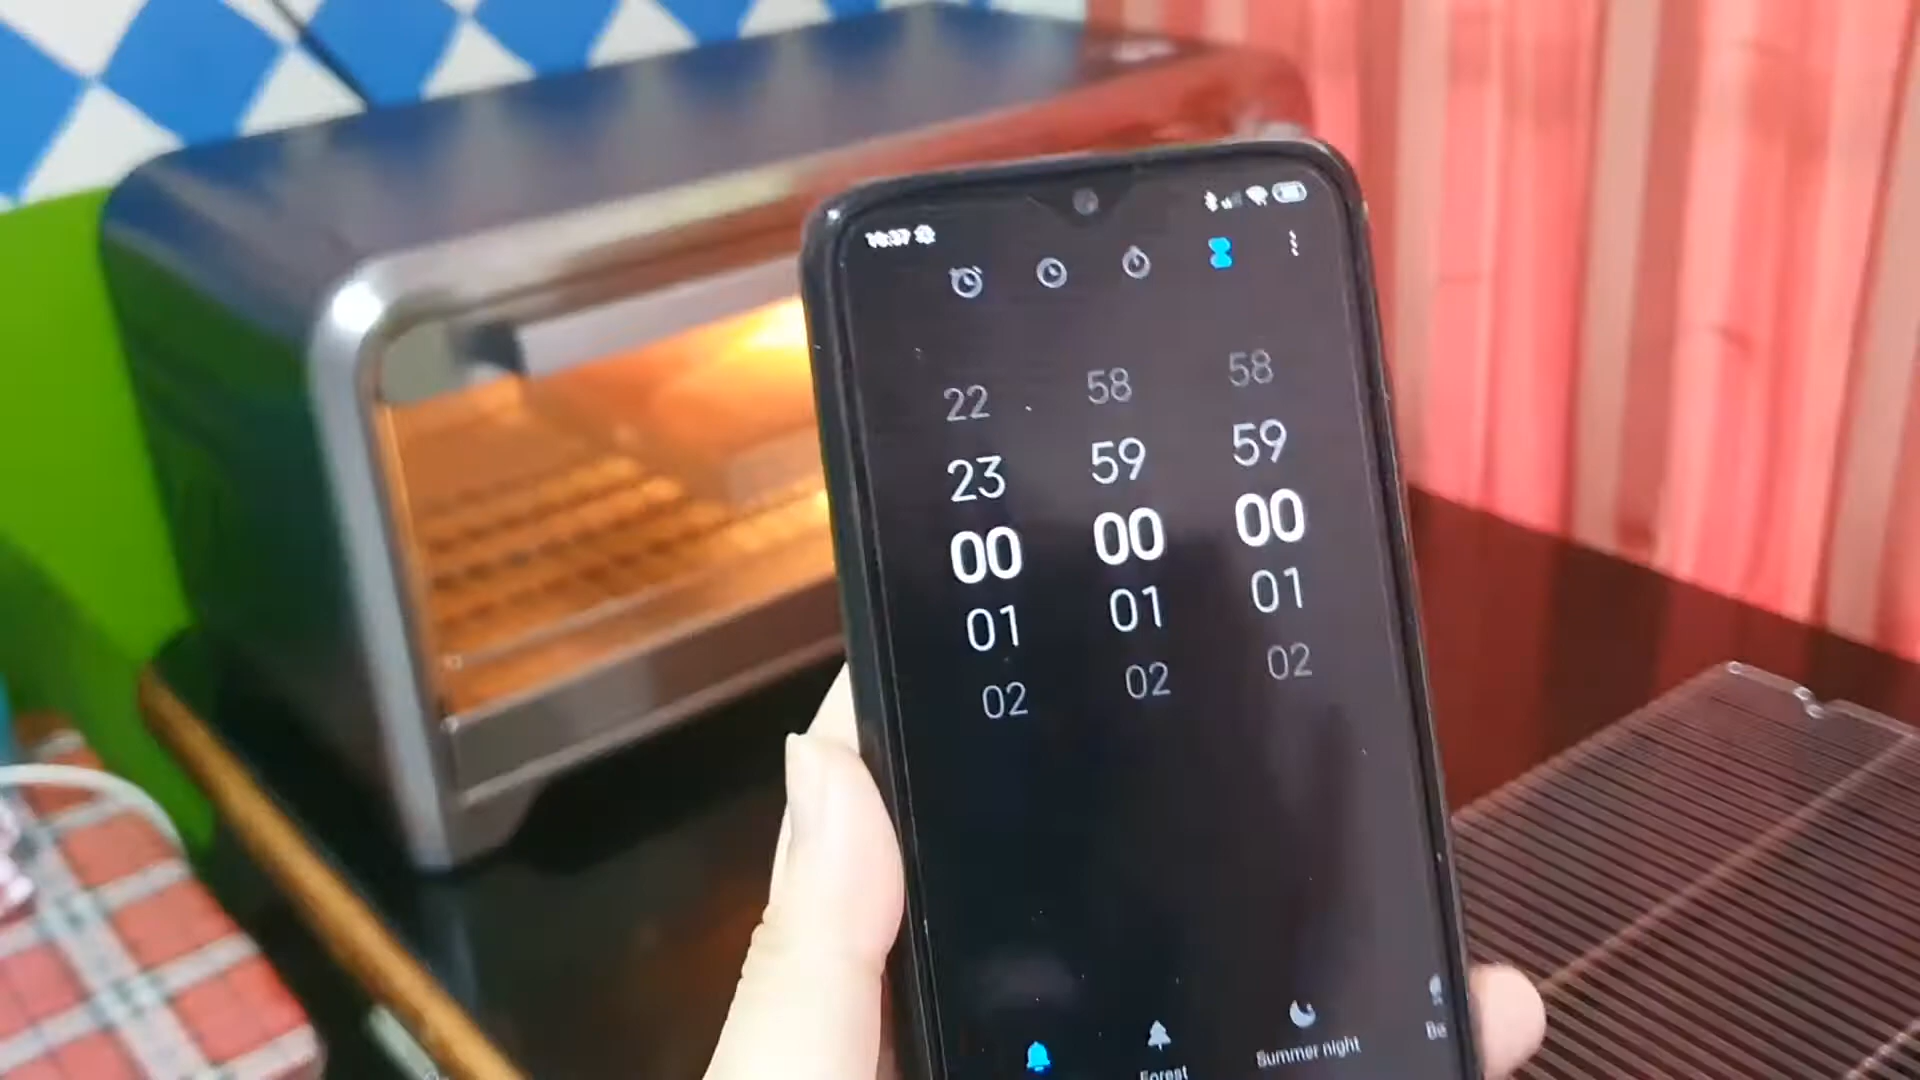 22 58 58
23 59 59
00 00 00
01 01 01
02 02 02
Forest
Summer night